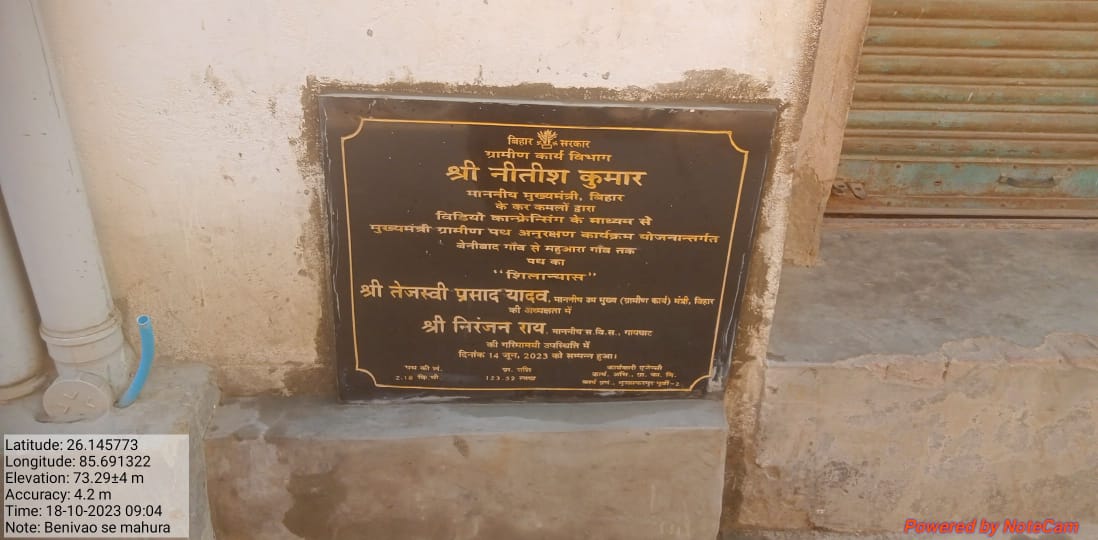 बिहार सरकार
ग्रामीण कार्य विभाग
श्री नीतीश कुमार
माननीय मुख्यमंत्री, बिहार
के कर कमलों द्वारा
विडियो कान्फ्रेन्सिंग के माध्यम से
मुख्यमंत्री ग्रामीण पथ अनुरक्षण कार्यक्रम योजनान्तर्गत
बेनीबाद गाँव से महुआरा गाँव तक
पथ का
"शिलान्यास"
श्री तेजस्वी प्रसाद यादव, माननीय उप मुख्य (ग्रामीण कार्य) मंत्री, बिहार
की अध्यक्षता में
श्री निरंजन राय, माननीय स.वि.स., गायघाट
की गरिमामयी उपस्थिति में
दिनांक 14 जून, 2023 को सम्पन्न हुआ।
पथ की लं. प्रा. राशि कार्यकारी एजेन्सी
2.18 कि.मी. 123.52 लाख कार्य. अभि., ग्रा. का. वि.
कार्य प्रम., मुजफ्फरपुर पूर्वी-2
Latitude: 26.145773
Longitude: 85.691322
Elevation: 73.29±4 m
Accuracy: 4.2 m
Time: 18-10-2023 09:04
Note: Benivao se mahura
Powered by NoteCam